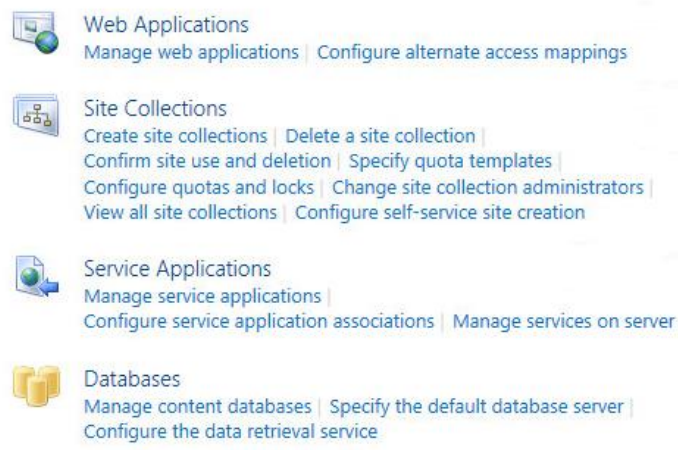 Web Applications
Manage web applications | Configure alternate access mappings
Site Collections
Create site collections | Delete a site collection |
Confirm site use and deletion | Specify quota templates |
Configure quotas and locks | Change site collection administrators |
View all site collections | Configure self-service site creation
Service Applications
Manage service applications |
Configure service application associations | Manage services on server
Databases
Manage content databases | Specify the default database server |
Configure the data retrieval service